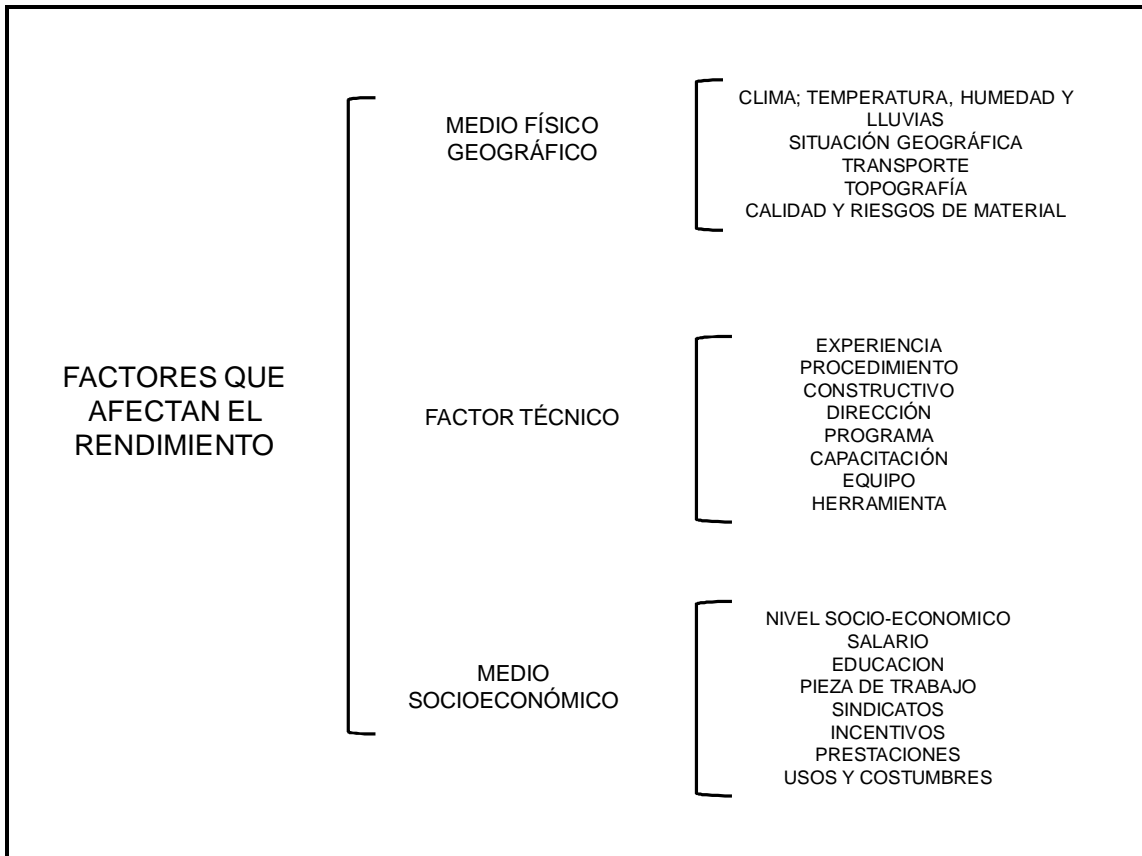 FACTORES QUE
AFECTAN EL
RENDIMIENTO
MEDIO FÍSICO
GEOGRÁFICO
CLIMA; TEMPERATURA, HUMEDAD Y
LLUVIAS
SITUACIÓN GEOGRÁFICA
TRANSPORTE
TOPOGRAFÍA
CALIDAD Y RIESGOS DE MATERIAL
FACTOR TÉCNICO
EXPERIENCIA
PROCEDIMIENTO
CONSTRUCTIVO
DIRECCIÓN
PROGRAMA
CAPACITACIÓN
EQUIPO
HERRAMIENTA
MEDIO
SOCIOECONÓMICO
NIVEL SOCIO-ECONOMICO
SALARIO
EDUCACION
PIEZA DE TRABAJO
SINDICATOS
INCENTIVOS
PRESTACIONES
USOS Y COSTUMBRES